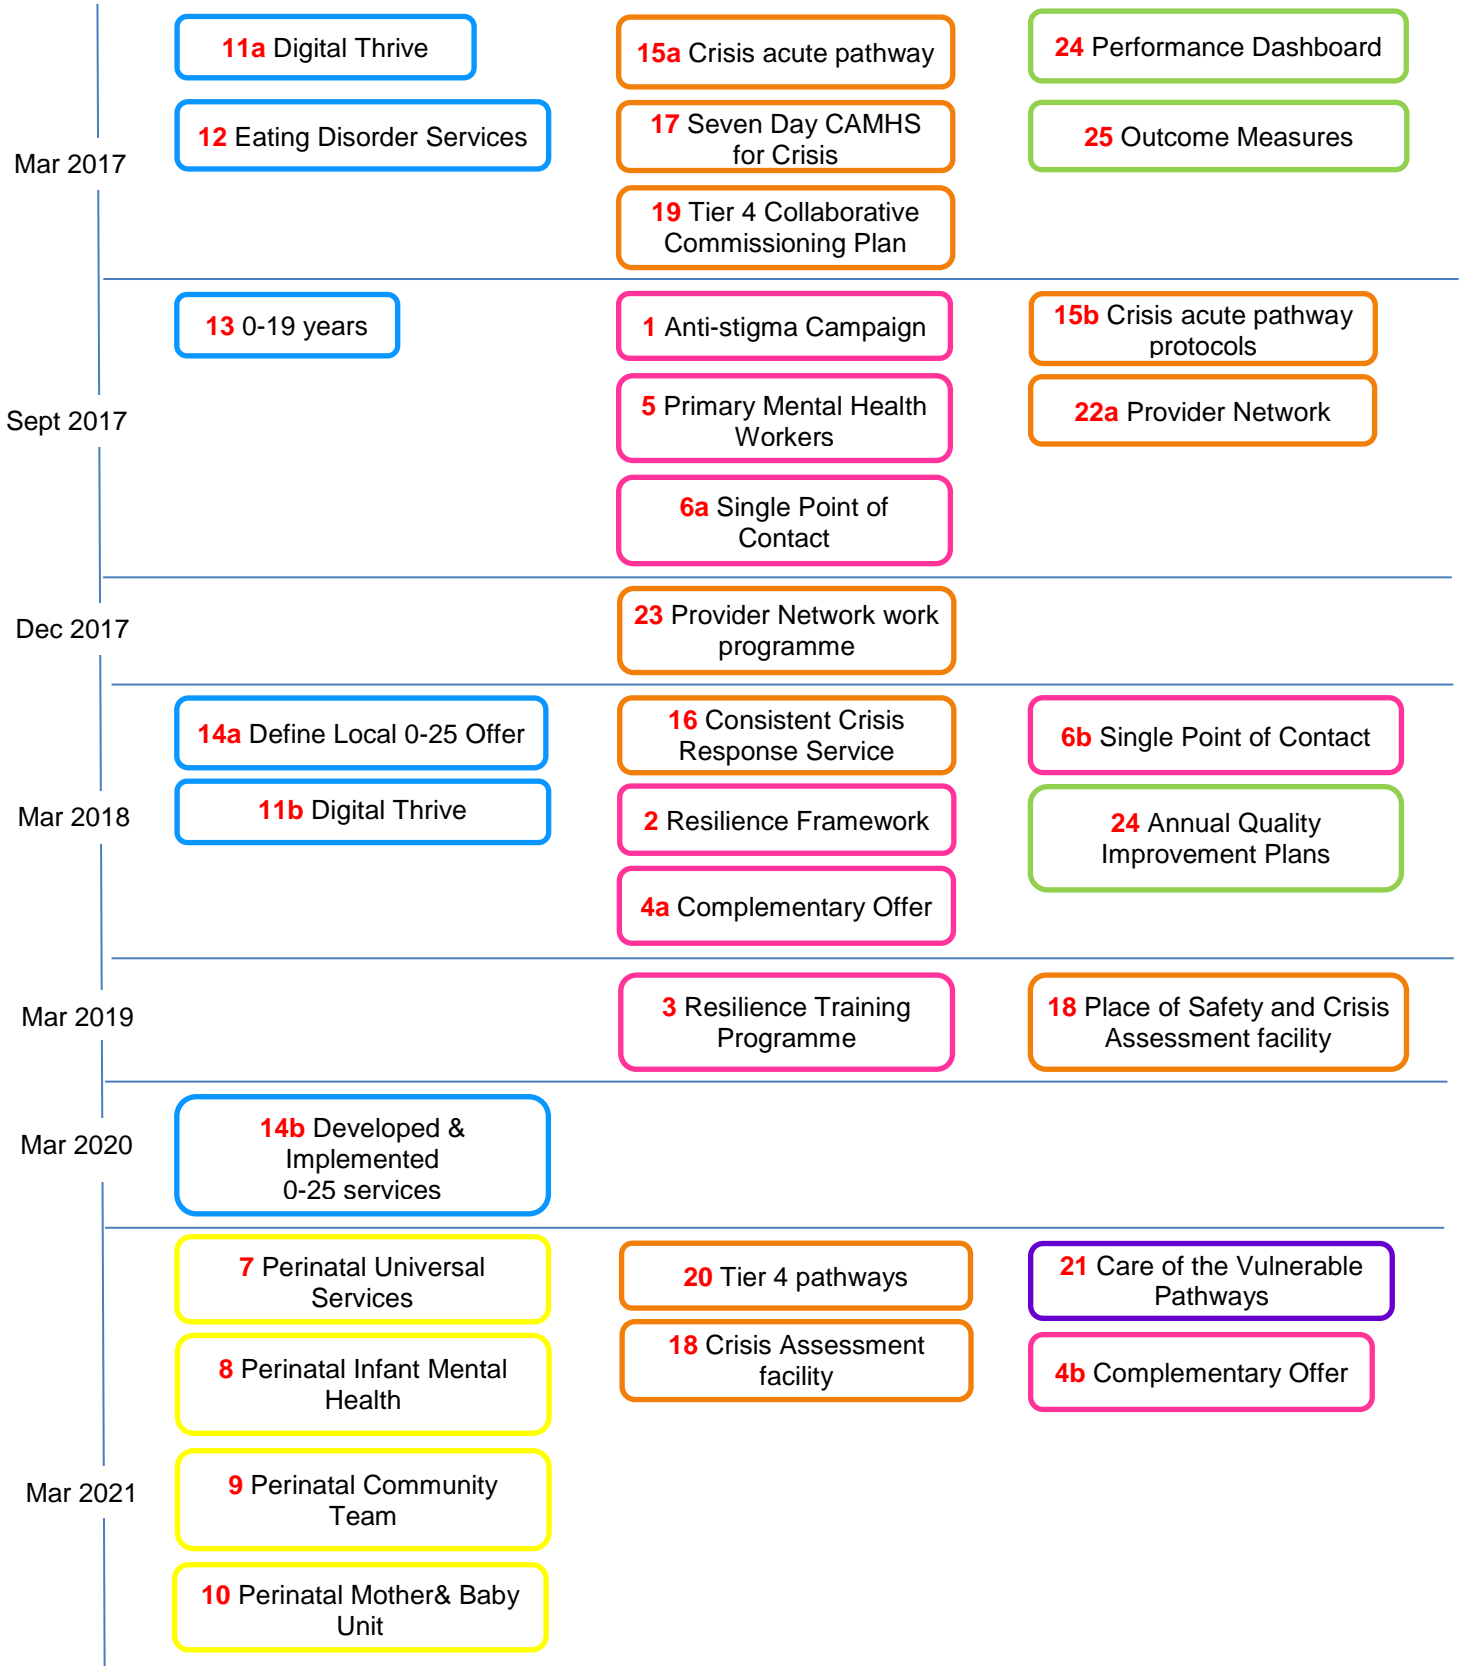 Mar 2017
11a Digital Thrive
12 Eating Disorder Services
15a Crisis acute pathway
17 Seven Day CAMHS
for Crisis
19 Tier 4 Collaborative
Commissioning Plan
24 Performance Dashboard
25 Outcome Measures
Sept 2017
13 0-19 years
1 Anti-stigma Campaign
5 Primary Mental Health
Workers
6a Single Point of
Contact
15b Crisis acute pathway
protocols
22a Provider Network
Dec 2017
23 Provider Network work
programme
Mar 2018
14a Define Local 0-25 Offer
11b Digital Thrive
16 Consistent Crisis
Response Service
2 Resilience Framework
4a Complementary Offer
6b Single Point of Contact
24 Annual Quality
Improvement Plans
Mar 2019
3 Resilience Training
Programme
18 Place of Safety and Crisis
Assessment facility
Mar 2020
14b Developed &
Implemented
0-25 services
Mar 2021
7 Perinatal Universal
Services
8 Perinatal Infant Mental
Health
9 Perinatal Community
Team
10 Perinatal Mother& Baby
Unit
20 Tier 4 pathways
18 Crisis Assessment
facility
21 Care of the Vulnerable
Pathways
4b Complementary Offer